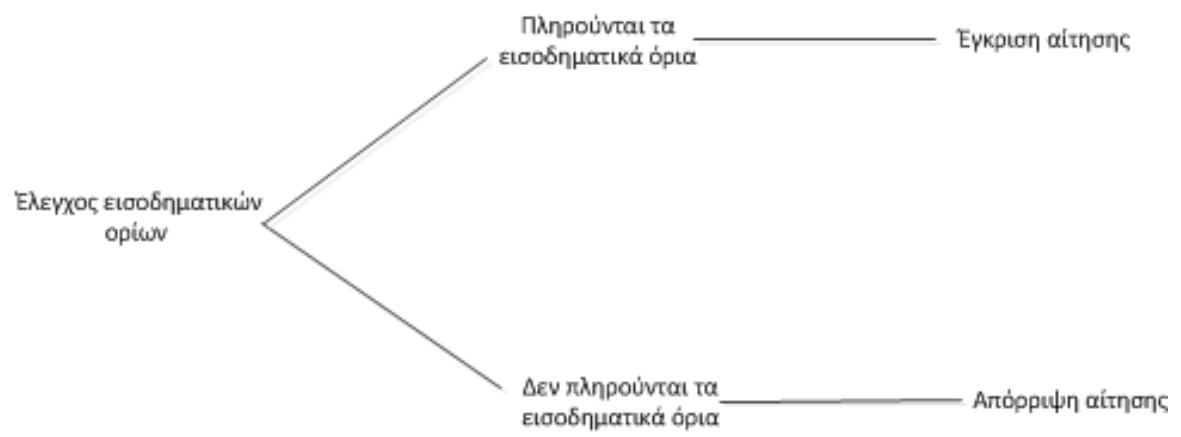 Πληρούνται τα
εισοδηματικά όρια
Έγκριση αίτησης
Έλεγχος εισοδηματικών
ορίων
Δεν πληρούνται τα
εισοδηματικά όρια
Απόρριψη αίτησης